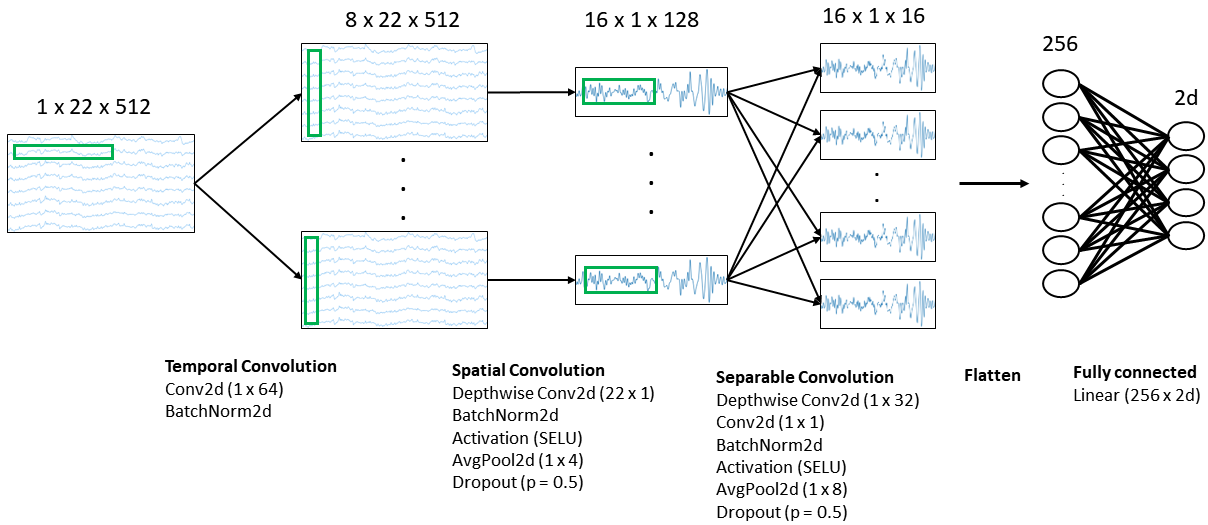 8 x 22 x 512
16 x 1 x 128
16 x 1 x 16
256
2d
1 x 22 x 512
Temporal Convolution
Conv2d (1 x 64)
BatchNorm2d
Spatial Convolution
Depthwise Conv2d (22 x 1)
BatchNorm2d
Activation (SELU)
AvgPool2d (1 x 4)
Dropout (p = 0.5)
Separable Convolution
Depthwise Conv2d (1 x 32)
Conv2d (1 x 1)
BatchNorm2d
Activation (SELU)
AvgPool2d (1 x 8)
Dropout (p = 0.5)
Flatten
Fully connected
Linear (256 x 2d)